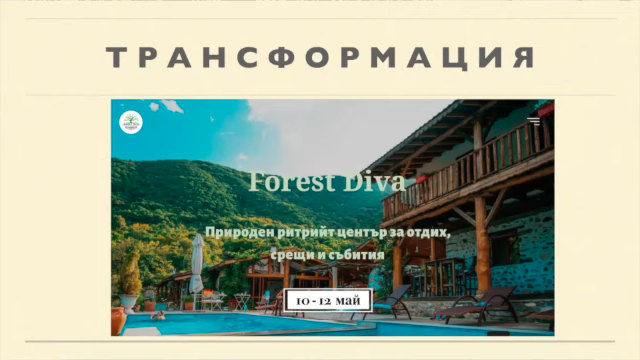 ТРАНСФОРМАЦИЯ
Forest Diva
Природен ритрийт център за отдих,
срещи и събития
10-12 май